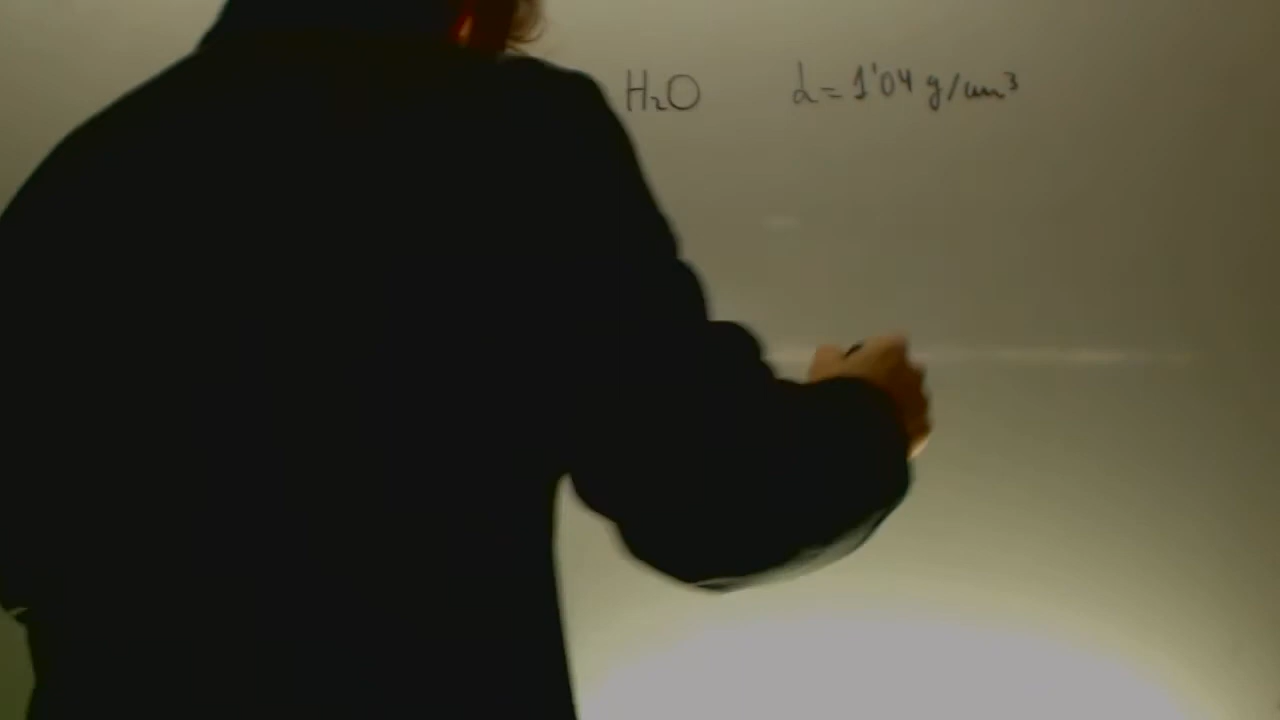 H₂O d = 1'04 g/cm³